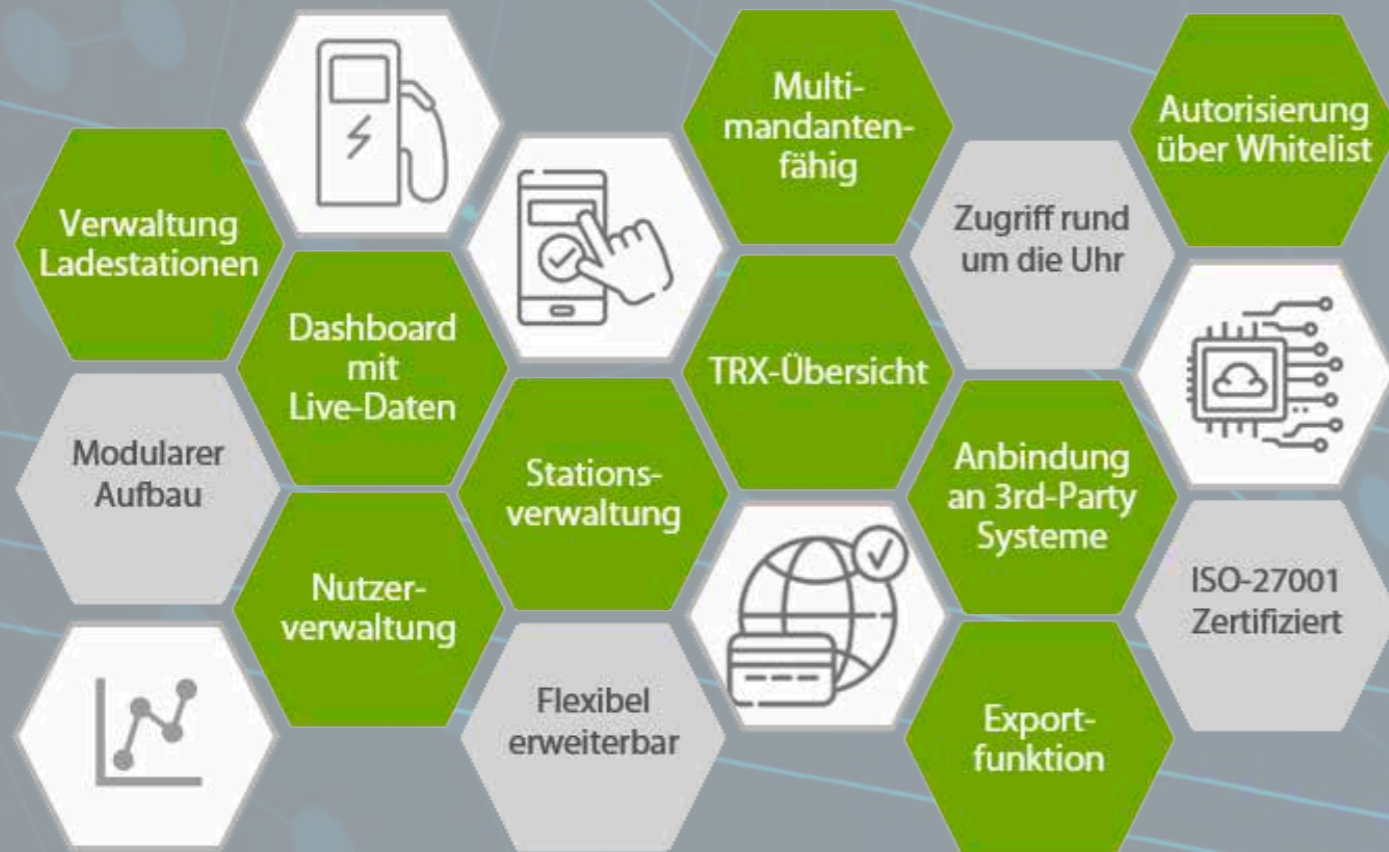 Verwaltung
Ladestationen
Modularer
Aufbau
Dashboard
mit
Live-Daten
Nutzer-
verwaltung
Stations-
verwaltung
Flexibel
erweiterbar
Multi-
mandanten-
fähig
TRX-Übersicht
Zugriff rund
um die Uhr
Anbindung
an 3rd-Party
Systeme
Export-
funktion
Autorisierung
über Whitelist
ISO-27001
Zertifiziert